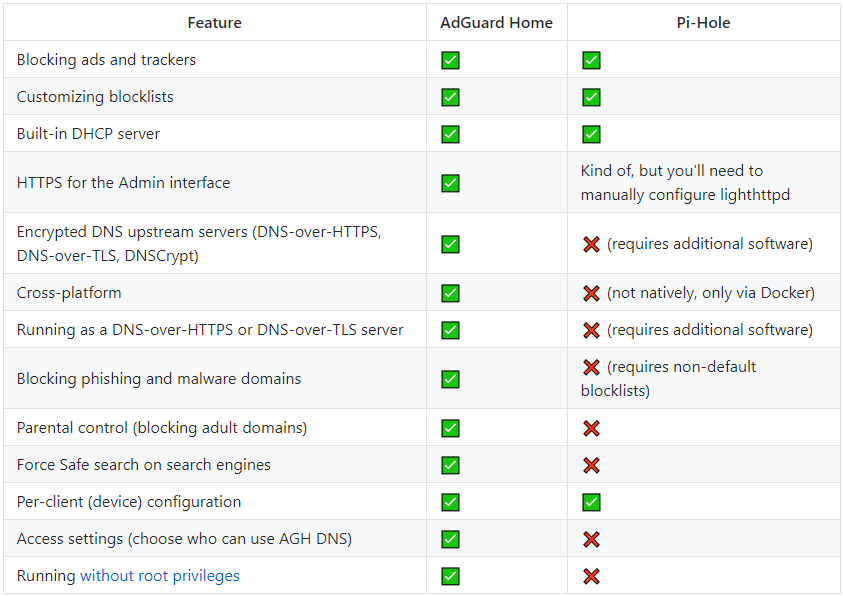 Feature AdGuard Home Pi-Hole
Blocking ads and trackers ✅ ✅
Customizing blocklists ✅ ✅
Built-in DHCP server ✅ ✅
HTTPS for the Admin interface ✅ Kind of, but you'll need to
manually configure lighthttpd
Encrypted DNS upstream servers (DNS-over-HTTPS,
DNS-over-TLS, DNSCrypt) ✅ ❌ (requires additional software)
Cross-platform ✅ ❌ (not natively, only via Docker)
Running as a DNS-over-HTTPS or DNS-over-TLS server ✅ ❌ (requires additional software)
Blocking phishing and malware domains ✅ ❌ (requires non-default
blocklists)
Parental control (blocking adult domains) ✅ ❌
Force Safe search on search engines ✅ ❌
Per-client (device) configuration ✅ ✅
Access settings (choose who can use AGH DNS) ✅ ❌
Running without root privileges ✅ ❌